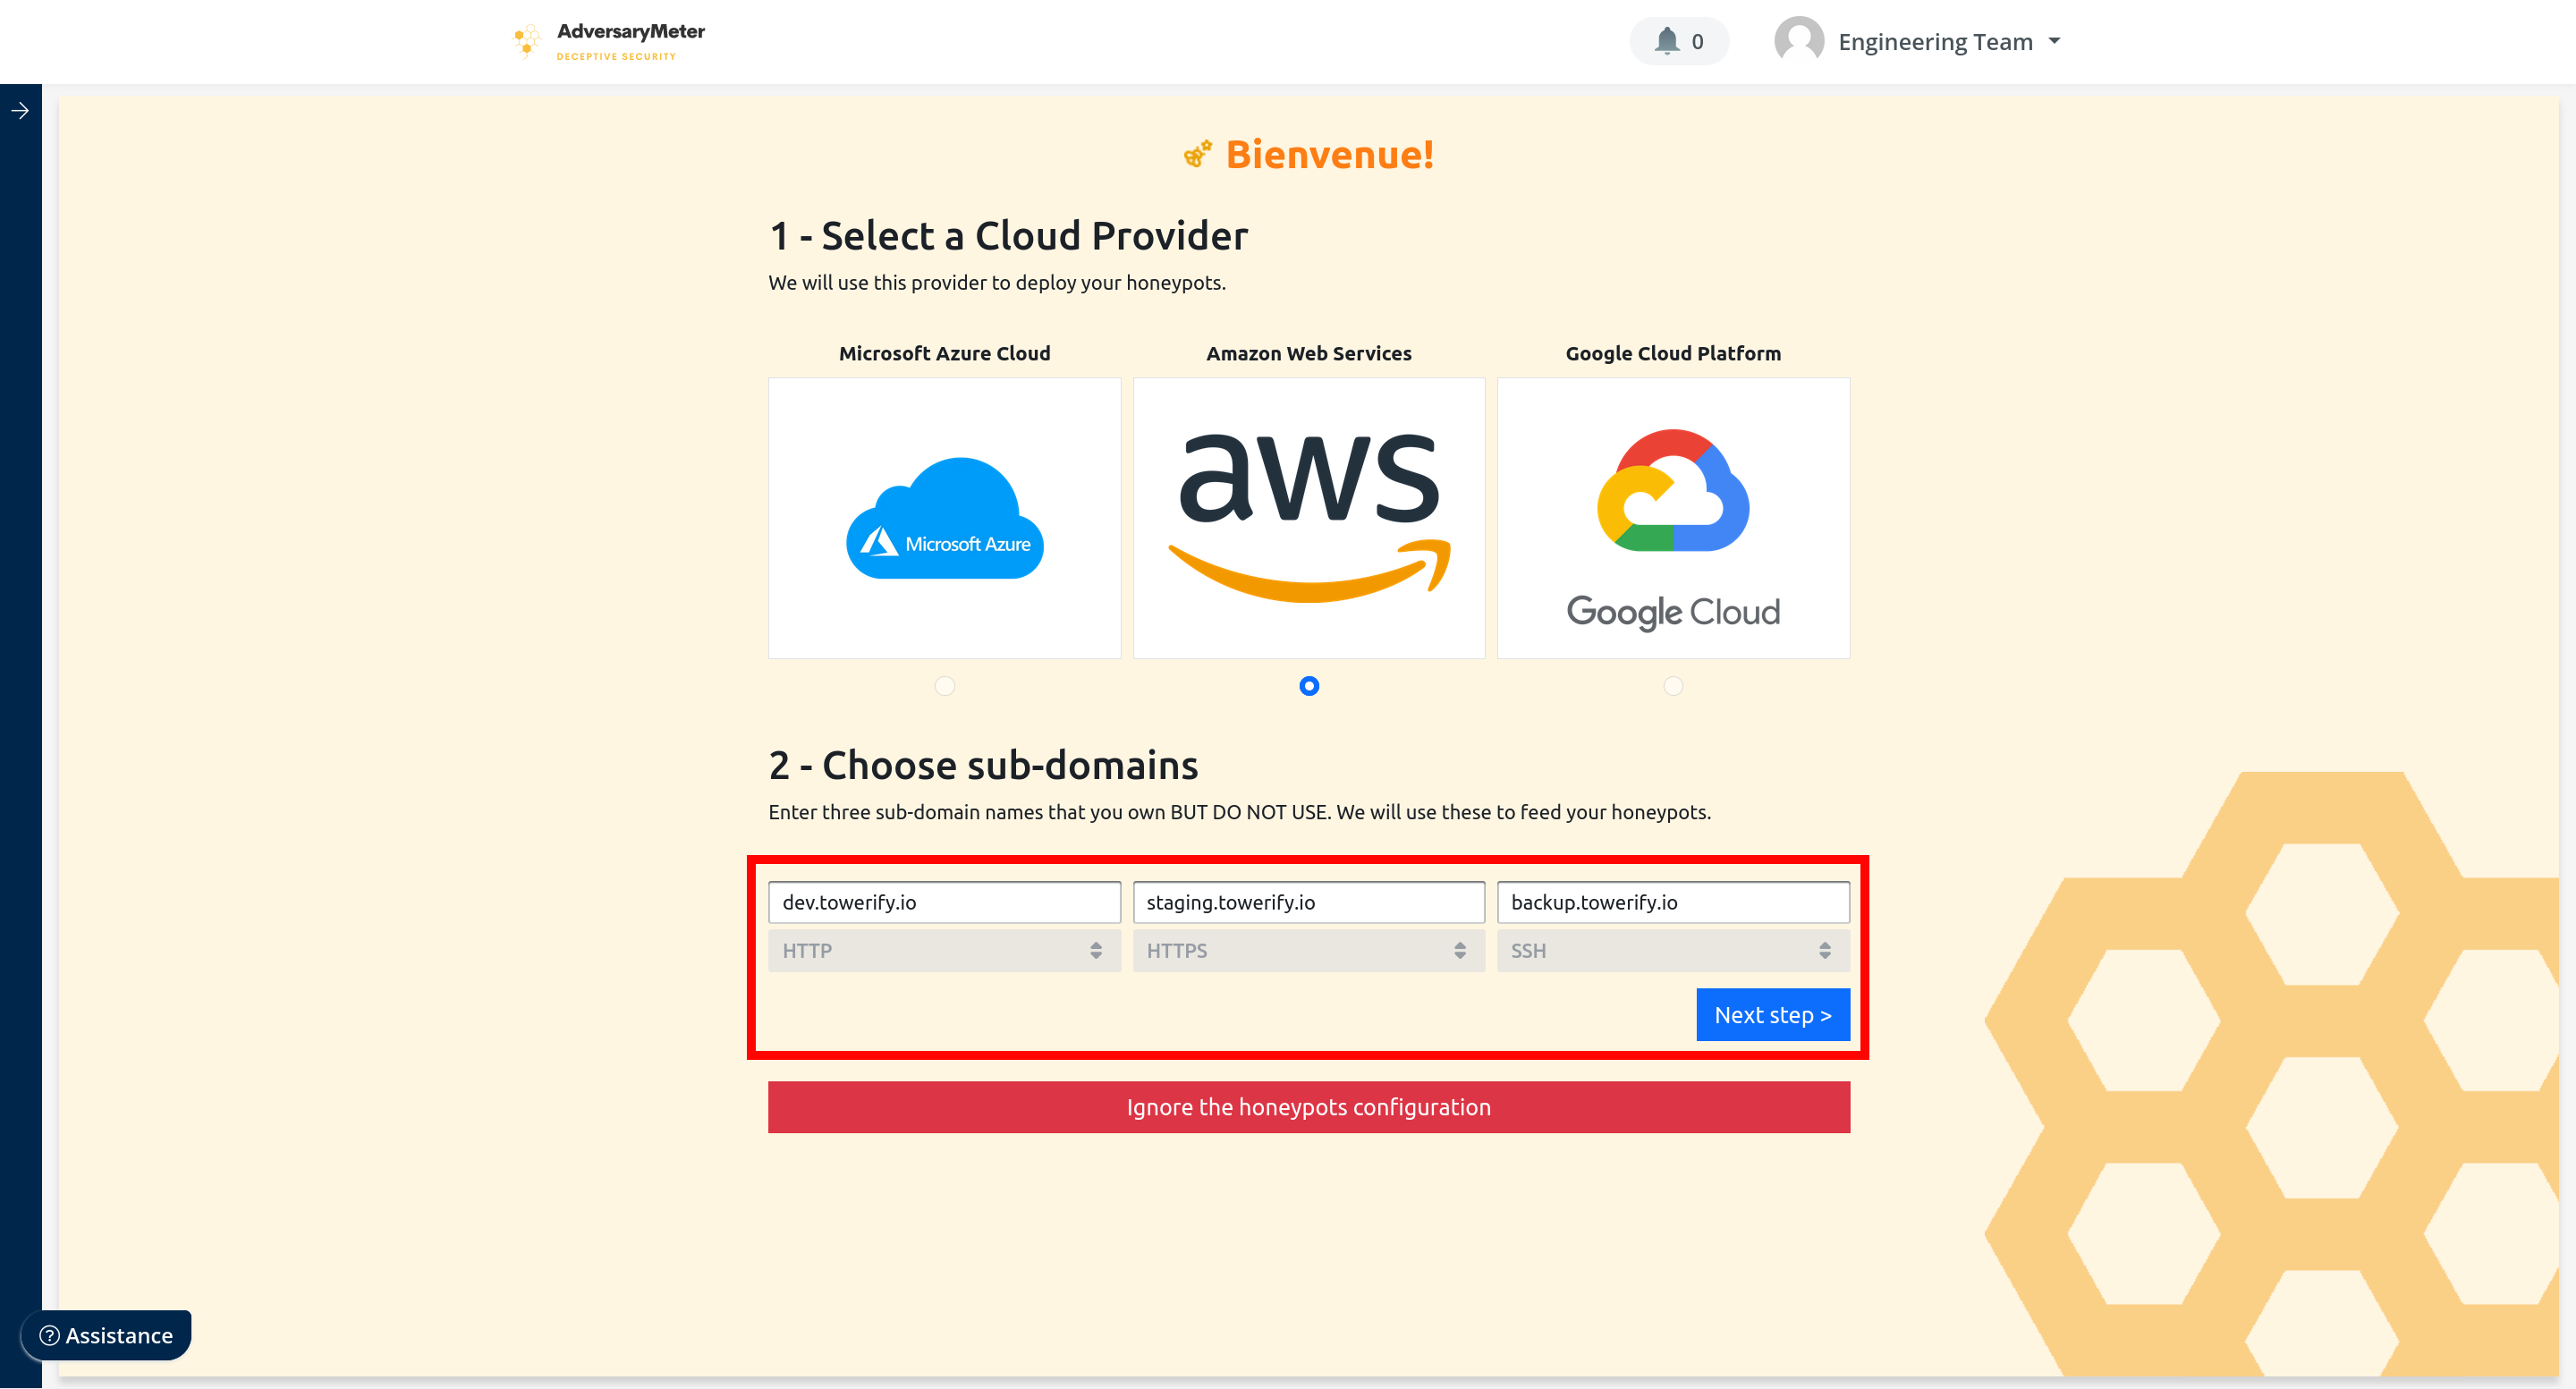 AdversaryMeter
DECEPTIVE SECURITY
0
Engineering Team
Bienvenue!
1 - Select a Cloud Provider
We will use this provider to deploy your honeypots.
Microsoft Azure Cloud
Amazon Web Services
Google Cloud Platform
Microsoft Azure
aws
Google Cloud
2 - Choose sub-domains
Enter three sub-domain names that you own BUT DO NOT USE. We will use these to feed your honeypots.
dev.towerify.io
staging.towerify.io
backup.towerify.io
HTTP
HTTPS
SSH
Next step >
Ignore the honeypots configuration
? Assistance